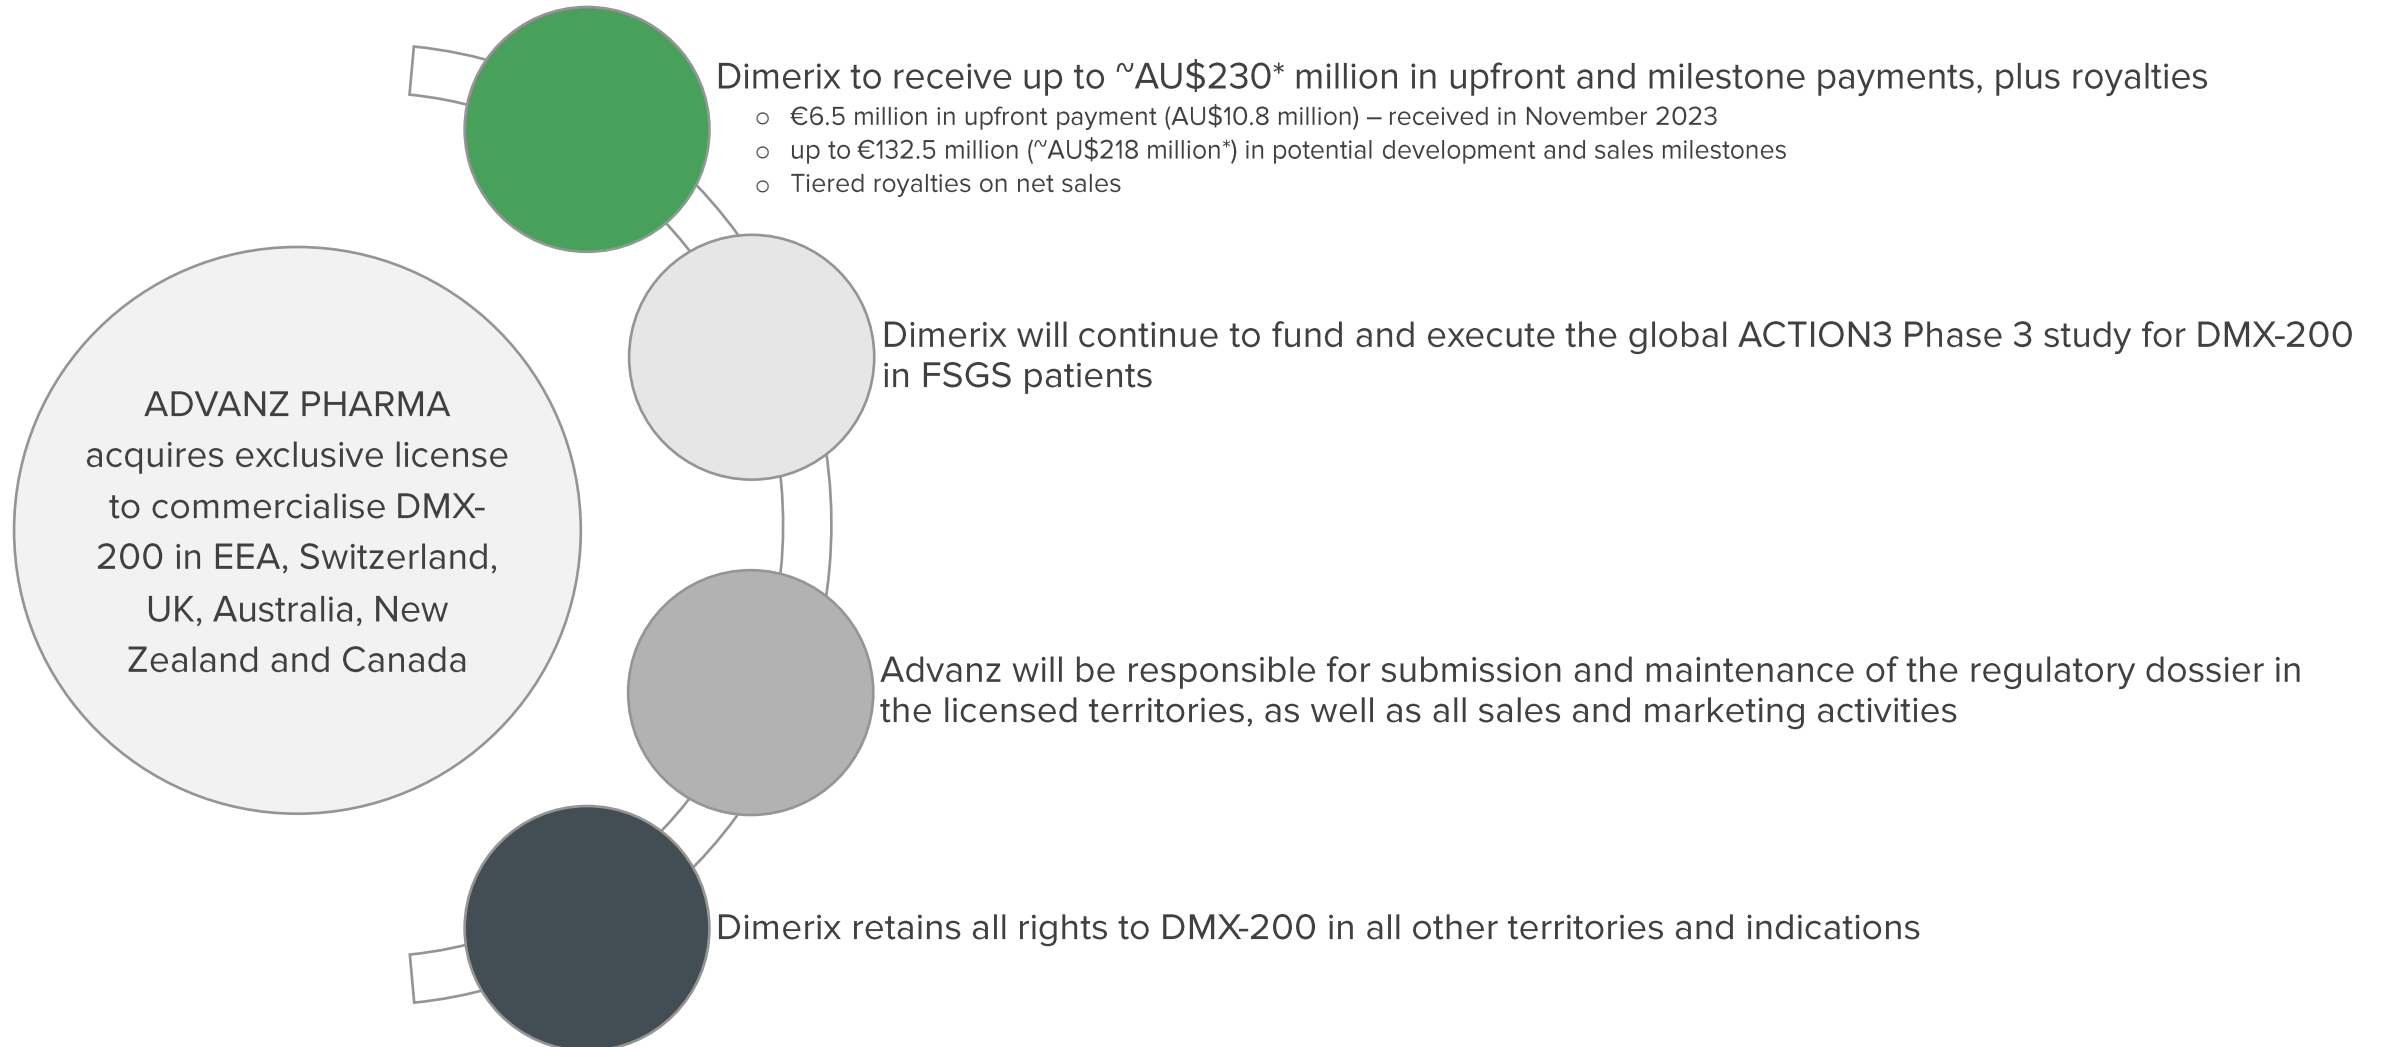 Dimerix to receive up to ~AU$230* million in upfront and milestone payments, plus royalties
○ €6.5 million in upfront payment (AU$10.8 million) – received in November 2023
○ up to €132.5 million (~AU$218 million*) in potential development and sales milestones
○ Tiered royalties on net sales
Dimerix will continue to fund and execute the global ACTION3 Phase 3 study for DMX-200
in FSGS patients
ADVANZ PHARMA
acquires exclusive license
to commercialise DMX-
200 in EEA, Switzerland,
UK, Australia, New
Zealand and Canada
Advanz will be responsible for submission and maintenance of the regulatory dossier in
the licensed territories, as well as all sales and marketing activities
Dimerix retains all rights to DMX-200 in all other territories and indications